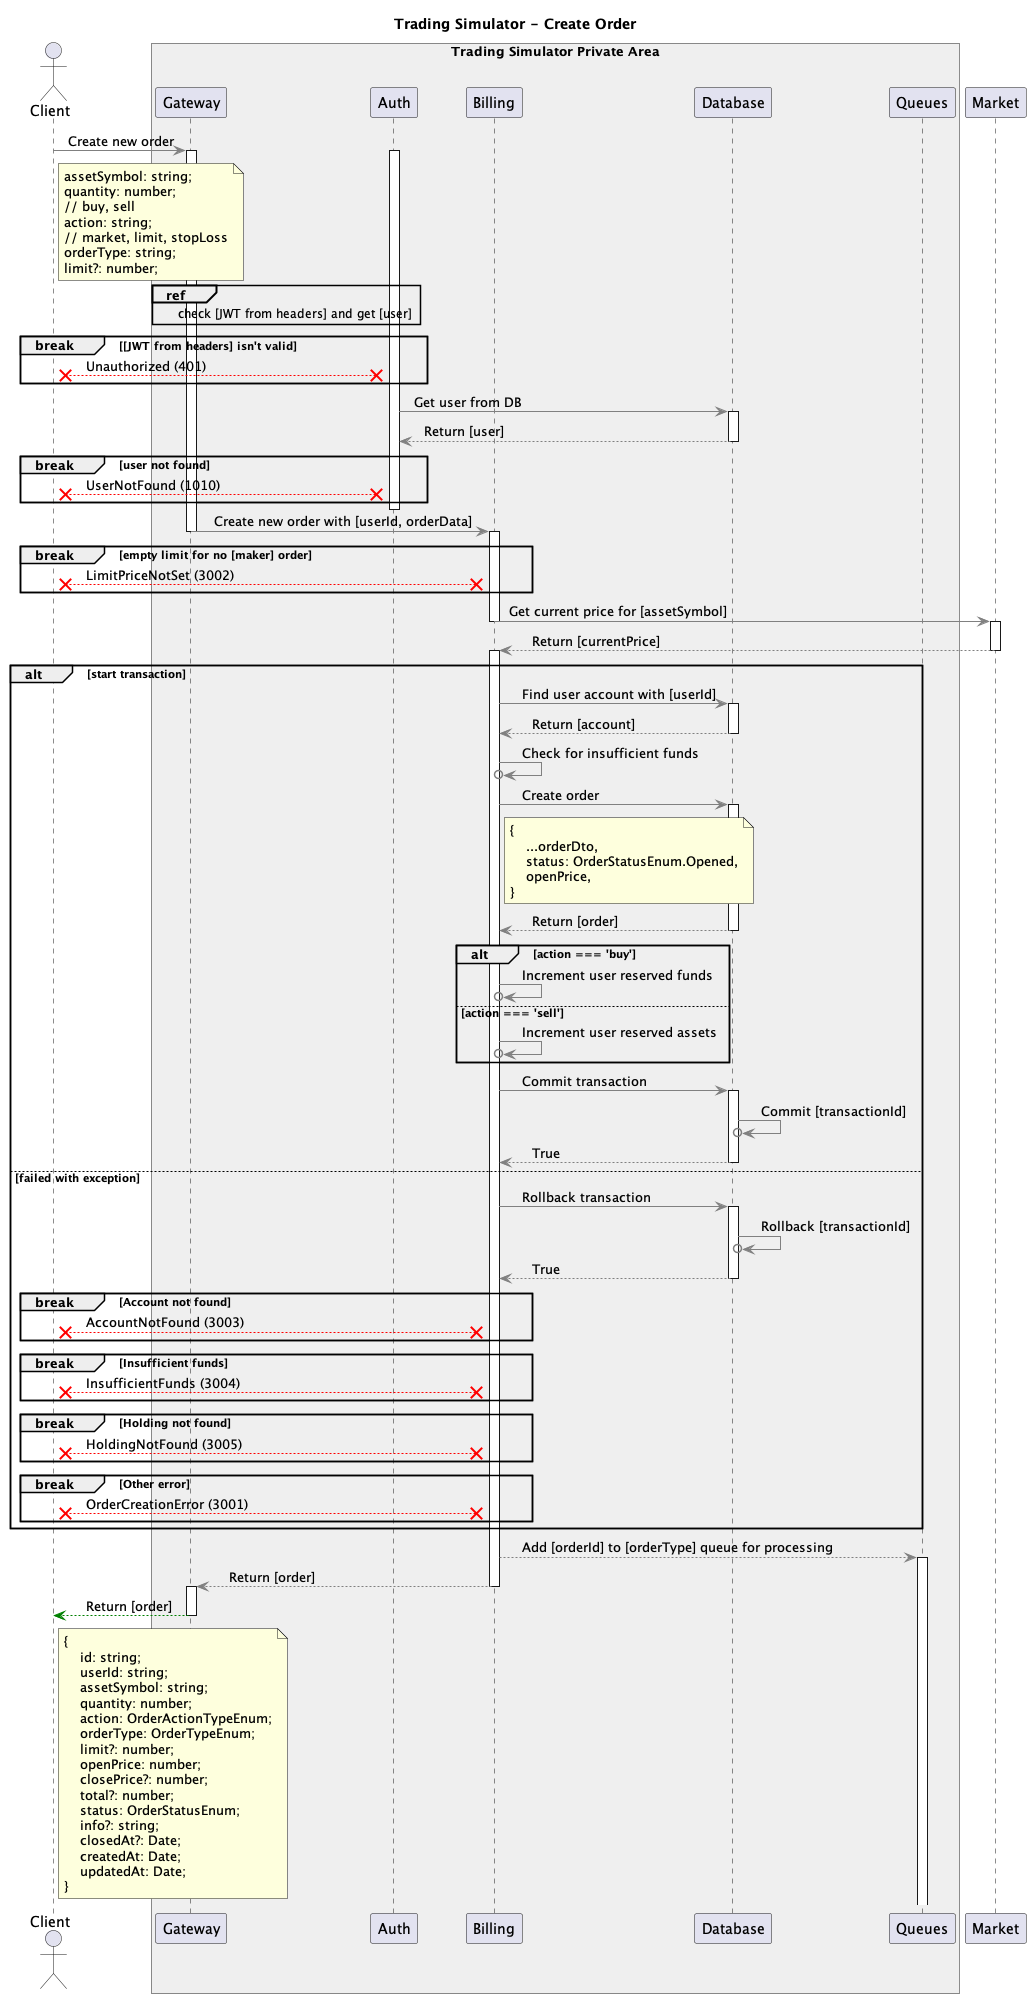 Trading Simulator - Create Order
Trading Simulator Private Area
Client
Gateway
Auth
Billing
Database
Queues
Market
Create new order
assetSymbol: string;
quantity: number;
// buy, sell
action: string;
// market, limit, stopLoss
orderType: string;
limit?: number;
ref
check [JWT from headers] and get [user]
break
[[JWT from headers] isn't valid]
Unauthorized (401)
Get user from DB
Return [user]
break
[user not found]
UserNotFound (1010)
Create new order with [userId, orderData]
break
[empty limit for no [maker] order]
LimitPriceNotSet (3002)
Get current price for [assetSymbol]
Return [currentPrice]
alt
[start transaction]
Find user account with [userId]
Return [account]
Check for insufficient funds
Create order
{
...orderDto,
status: OrderStatusEnum.Opened,
openPrice,
}
Return [order]
alt
[action === 'buy']
Increment user reserved funds
[action === 'sell']
Increment user reserved assets
Commit transaction
Commit [transactionId]
True
[failed with exception]
Rollback transaction
Rollback [transactionId]
True
break
[Account not found]
AccountNotFound (3003)
break
[Insufficient funds]
InsufficientFunds (3004)
break
[Holding not found]
HoldingNotFound (3005)
break
[Other error]
OrderCreationError (3001)
Add [orderId] to [orderType] queue for processing
Return [order]
Return [order]
{
id: string;
userId: string;
assetSymbol: string;
quantity: number;
action: OrderActionTypeEnum;
orderType: OrderTypeEnum;
limit?: number;
openPrice: number;
closePrice?: number;
total?: number;
status: OrderStatusEnum;
info?: string;
closedAt?: Date;
createdAt: Date;
updatedAt: Date;
}
Client
Gateway
Auth
Billing
Database
Queues
Market